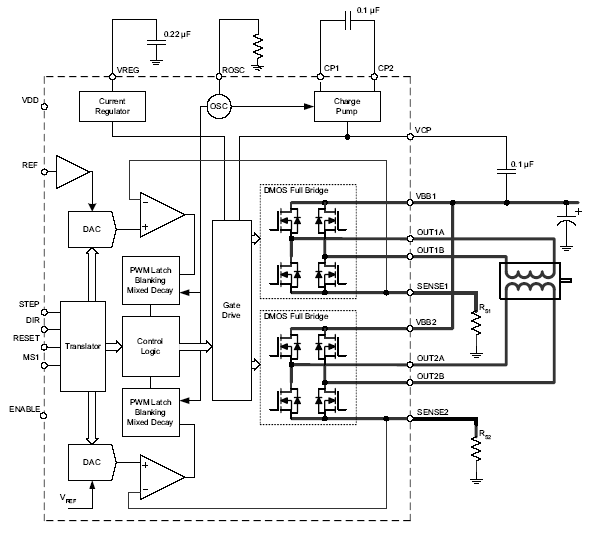 0.1 µF
0.22 µF
VREG
ROSC
CP1
CP2
VDD
Current
Regulator
OSC
Charge
Pump
VCP
REF
0.1 µF
DMOS Full Bridge
VBB1
+
DAC
−
+
OUT1A
OUT1B
PWM Latch
Blanking
Mixed Decay
SENSE1
STEP
DIR
RESET
MS1
Translator
Control
Logic
Gate
Drive
DMOS Full Bridge
RS1
VBB2
OUT2A
OUT2B
PWM Latch
Blanking
Mixed Decay
ENABLE
SENSE2
RS2
DAC
+
−
VREF